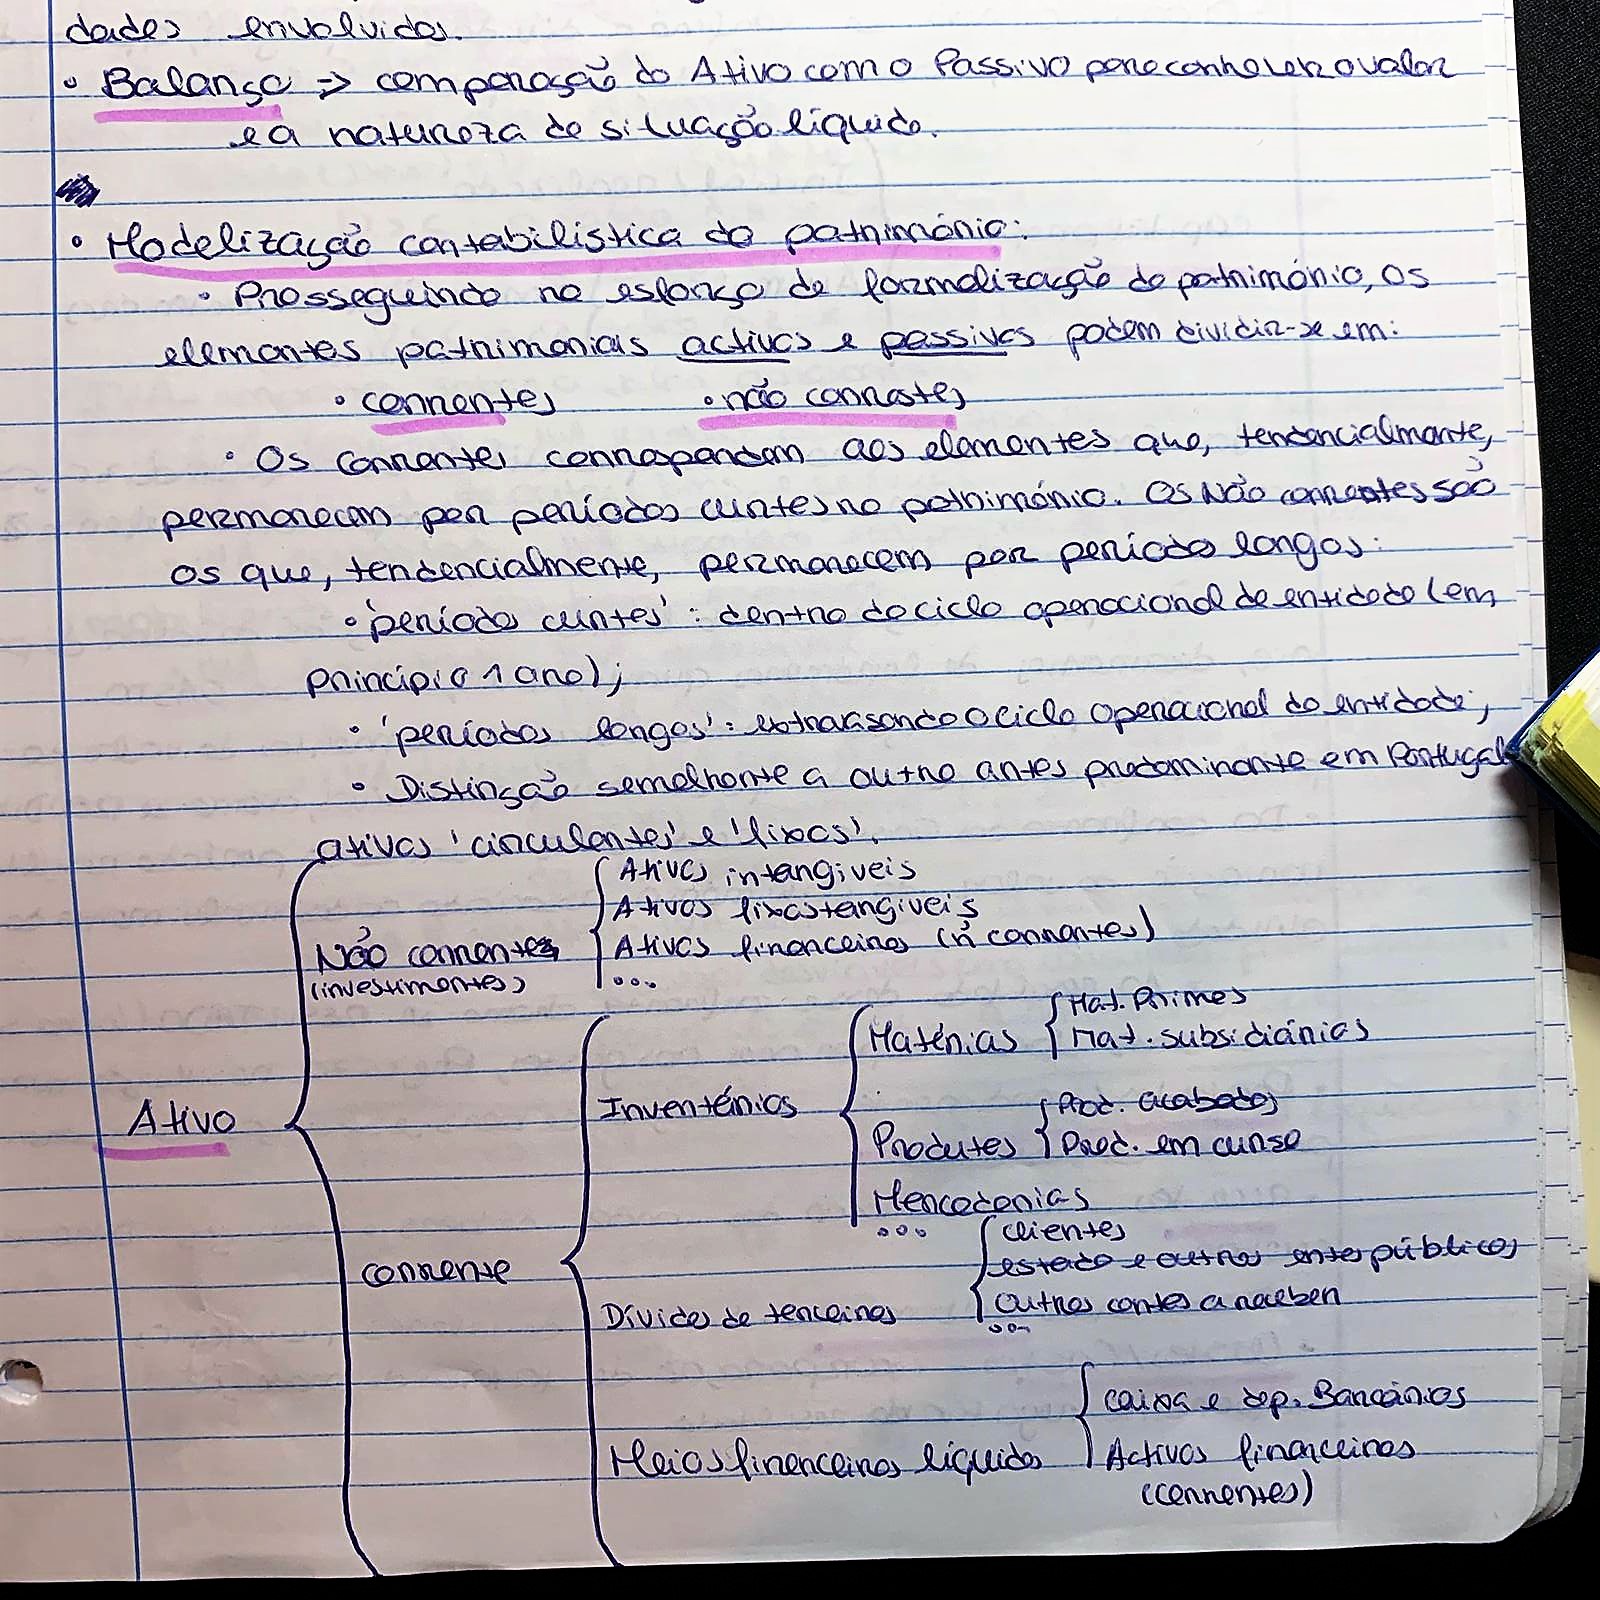 dades envolvidas.
• Balanço => comparação do Ativo com o Passivo para conhecer o valor
e a natureza da situação líquida.
• Modelização contabilística do património:
• Prosseguindo no esforço de formalização do património, os
elementos patrimoniais activos e passivos podem dividir-se em:
• correntes • não correntes
• Os correntes correspondem aos elementos que, tendencialmente,
permanecem por períodos curtos no património. Os Não correntes são
os que, tendencialmente, permanecem por períodos longos:
• 'períodos curtos': dentro do ciclo operacional da entidade (em
princípio 1 ano);
• 'períodos longos': extravasando o ciclo operacional da entidade;
• Distinção semelhante a outra antes predominante em Portugal
ativos 'circulantes' e 'fixos'.
Ativos intangíveis
Ativos fixos tangíveis
Não correntes Ativos financeiros (ñ correntes)
(investimentos) ...
Mat. Primas
Matérias Mat. subsidiárias
Ativo Inventários Prod. acabados
Produtos Prod. em curso
Mercadorias
...
Clientes
corrente estado e outros entes públicos
Dívidas de terceiros Outras contas a receber
...
Caixa e dep. Bancários
Meios financeiros líquidos Activos financeiros
(correntes)